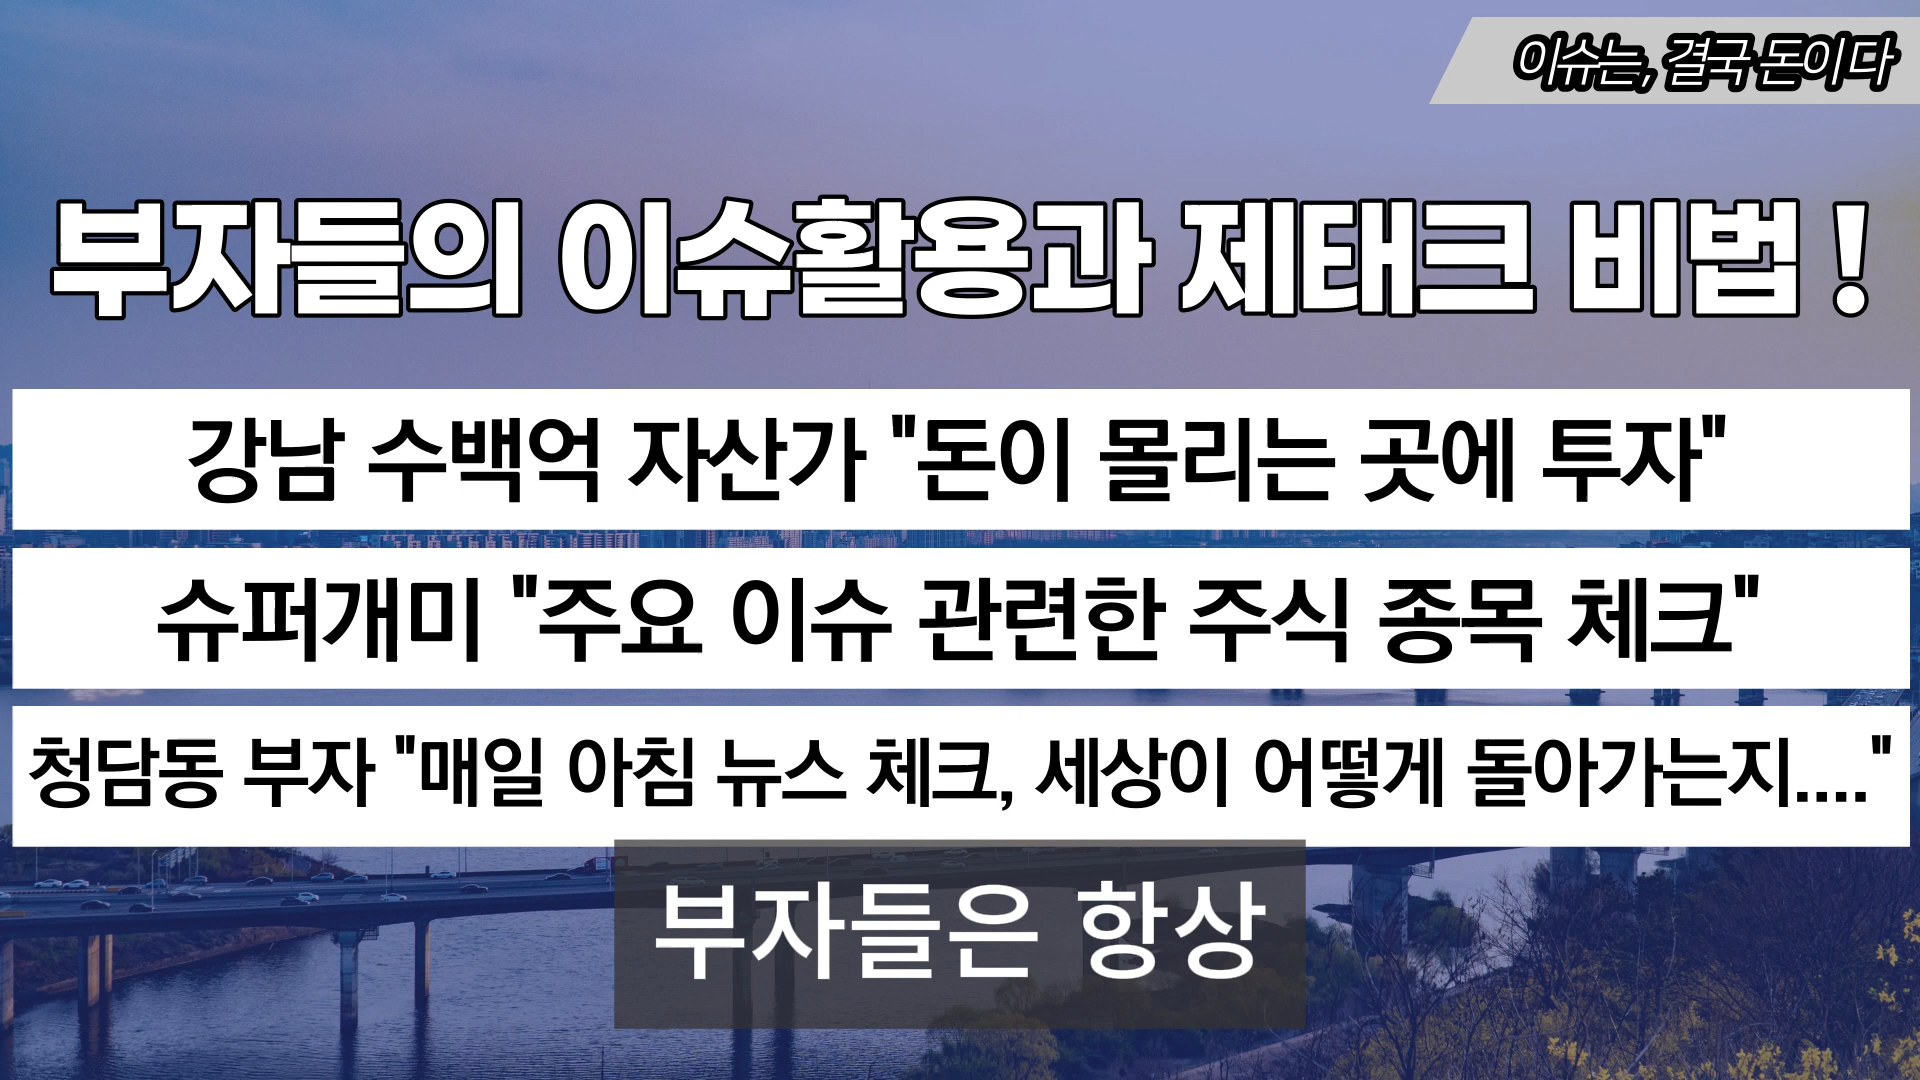 이슈는, 결국 돈이다
부자들의 이슈활용과 제태크 비법 !
강남 수백억 자산가 "돈이 몰리는 곳에 투자"
슈퍼개미 "주요 이슈 관련한 주식 종목 체크"
청담동 부자 "매일 아침 뉴스 체크, 세상이 어떻게 돌아가는지...."
부자들은 항상